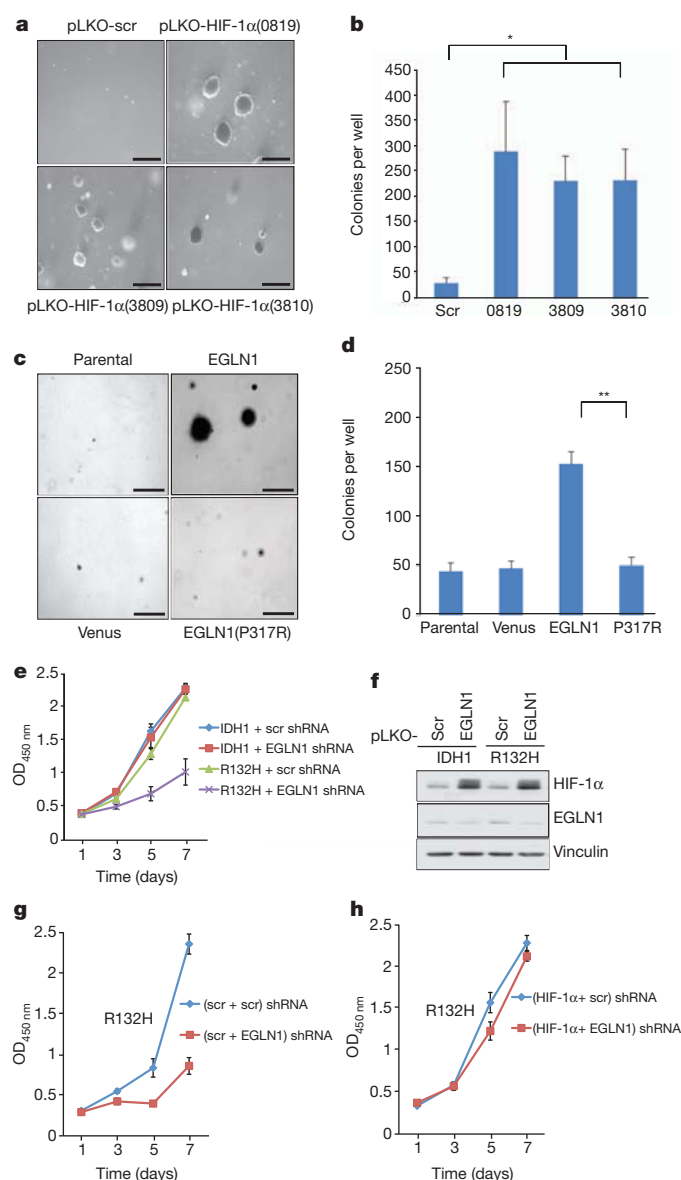 a
pLKO-scr pLKO-HIF-1α(0819)
pLKO-HIF-1α(3809) pLKO-HIF-1α(3810)
b
*
Colonies per well
450
400
350
300
250
200
150
100
50
0
Scr 0819 3809 3810
c
Parental EGLN1
Venus EGLN1(P317R)
d
**
Colonies per well
250
200
150
100
50
0
Parental Venus EGLN1 P317R
e
OD450 nm
2.5
2
1.5
1
0.5
0
IDH1 + scr shRNA
IDH1 + EGLN1 shRNA
R132H + scr shRNA
R132H + EGLN1 shRNA
1 3 5 7
Time (days)
f
pLKO- Scr EGLN1 Scr EGLN1
IDH1 R132H
HIF-1α
EGLN1
Vinculin
g
OD450 nm
2.5
2
1.5
1
0.5
0
R132H
(scr + scr) shRNA
(scr + EGLN1) shRNA
1 3 5 7
Time (days)
h
OD450 nm
2.5
2
1.5
1
0.5
0
R132H
(HIF-1α+ scr) shRNA
(HIF-1α+ EGLN1) shRNA
1 3 5 7
Time (days)